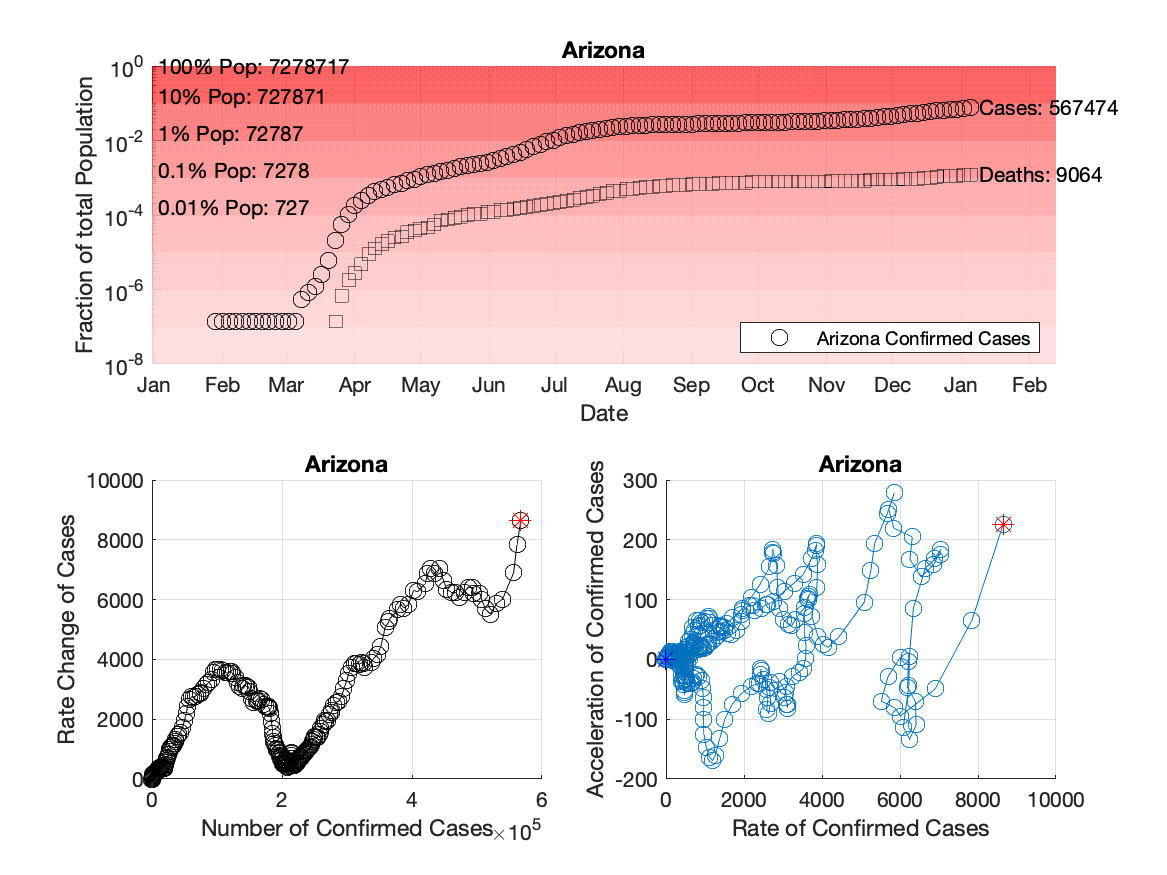 Arizona
10^0
10^-2
10^-4
10^-6
10^-8
Fraction of total Population
100% Pop: 7278717
10% Pop: 727871
1% Pop: 72787
0.1% Pop: 7278
0.01% Pop: 727
Cases: 567474
Deaths: 9064
Arizona Confirmed Cases
Jan Feb Mar Apr May Jun Jul Aug Sep Oct Nov Dec Jan Feb
Date
Arizona
10000
8000
6000
4000
2000
0
Rate Change of Cases
0 2 4 6
Number of Confirmed Cases
×10^5
Arizona
300
200
100
0
-100
-200
Acceleration of Confirmed Cases
0 2000 4000 6000 8000 10000
Rate of Confirmed Cases